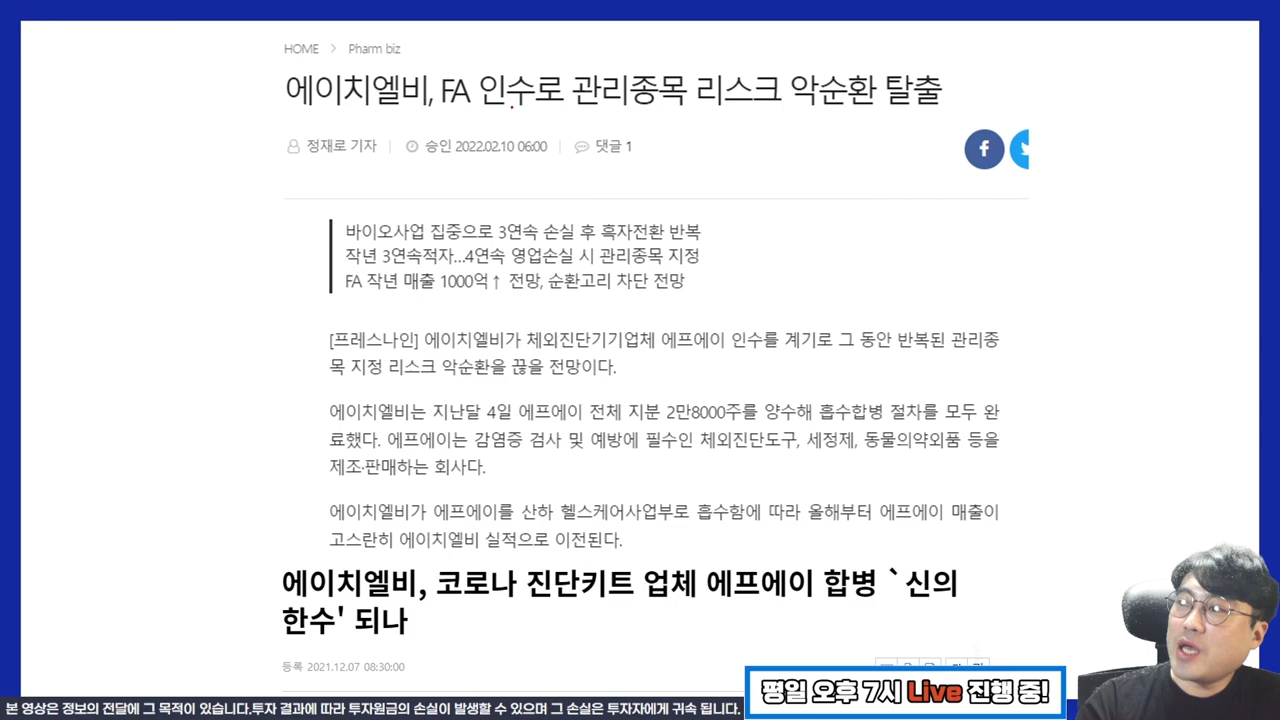 HOME > Pharm biz
에이치엘비, FA 인수로 관리종목 리스크 악순환 탈출
정재로 기자 | 승인 2022.02.10 06:00 | 댓글 1
바이오사업 집중으로 3연속 손실 후 흑자전환 반복
작년 3연속적자...4연속 영업손실 시 관리종목 지정
FA 작년 매출 1000억↑ 전망, 순환고리 차단 전망
[프레스나인] 에이치엘비가 체외진단기기업체 에프에이 인수를 계기로 그 동안 반복된 관리종
목 지정 리스크 악순환을 끊을 전망이다.
에이치엘비는 지난달 4일 에프에이 전체 지분 2만8000주를 양수해 흡수합병 절차를 모두 완
료했다. 에프에이는 감염증 검사 및 예방에 필수인 체외진단도구, 세정제, 동물의약외품 등을
제조·판매하는 회사다.
에이치엘비가 에프에이를 산하 헬스케어사업부로 흡수함에 따라 올해부터 에프에이 매출이
고스란히 에이치엘비 실적으로 이전된다.
에이치엘비, 코로나 진단키트 업체 에프에이 합병 `신의
한수' 되나
등록 2021.12.07 08:30:00
평일 오후 7시 Live 진행 중!
본 영상은 정보의 전달에 그 목적이 있습니다.투자 결과에 따라 투자원금의 손실이 발생할 수 있으며 그 손실은 투자자에게 귀속 됩니다.